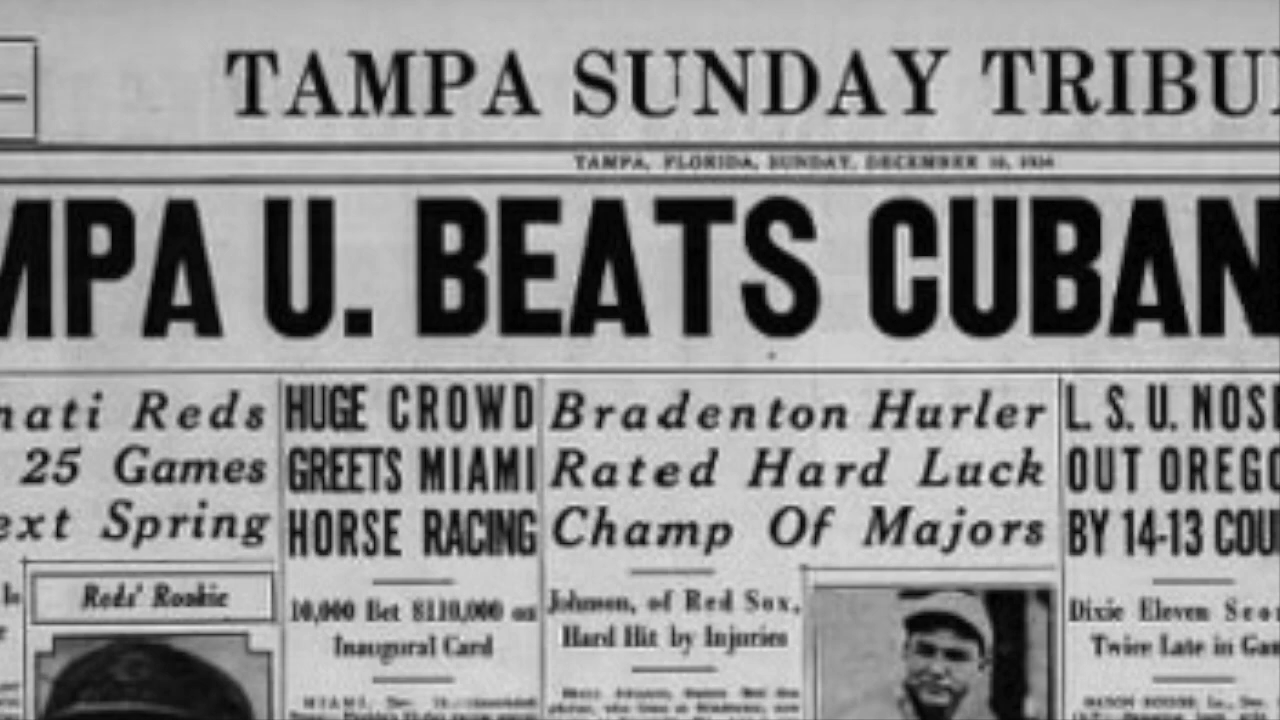 TAMPA SUNDAY TRIBU
TAMPA, FLORIDA, SUNDAY, DECEMBER 16, 1934
MPA U. BEATS CUBAN
nati Reds
25 Games
ext Spring
Reds' Rookie
HUGE CROWD
GREETS MIAMI
HORSE RACING
10,000 Bet $110,000 on
Inaugural Card
Bradenton Hurler
Rated Hard Luck
Champ Of Majors
Johnson, of Red Sox,
Hard Hit by Injuries
L. S. U. NOS
OUT OREGO
BY 14-13 COU
Dixie Eleven Sco
Twice Late in Ga